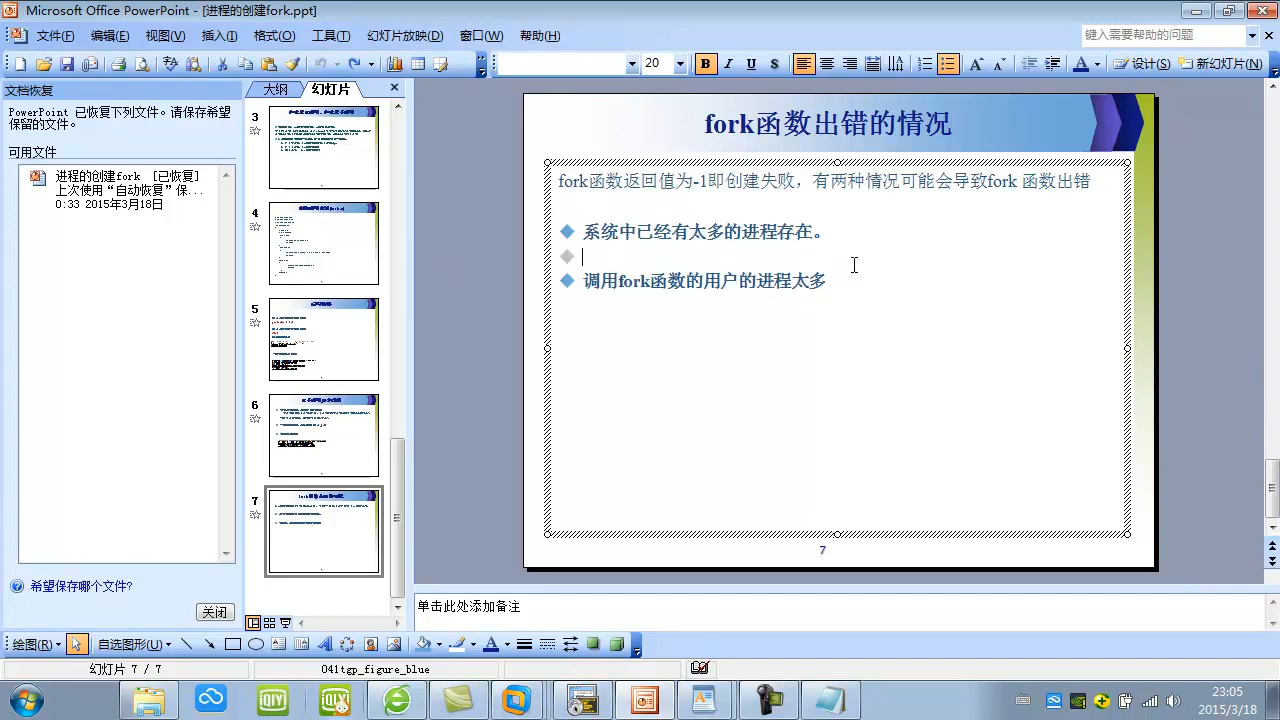 Microsoft Office PowerPoint - [进程的创建fork.ppt]
文件(F) 编辑(E) 视图(V) 插入(I) 格式(O) 工具(T) 幻灯片放映(D) 窗口(W) 帮助(H) 键入需要帮助的问题
20 B I U S 设计(S) 新幻灯片(N)
文档恢复
大纲 幻灯片
PowerPoint 已恢复下列文件。请保存希望保留的文件。
可用文件
进程的创建fork [已恢复]
上次使用“自动恢复”保...
0:33 2015年3月18日
希望保存哪个文件?
关闭
3
4
5
6
7
fork函数出错的情况
fork函数返回值为-1即创建失败，有两种情况可能会导致fork 函数出错
系统中已经有太多的进程存在。
调用fork函数的用户的进程太多
7
单击此处添加备注
绘图(R) 自选图形(U)
幻灯片 7 / 7 041tgp_figure_blue
23:05
2015/3/18